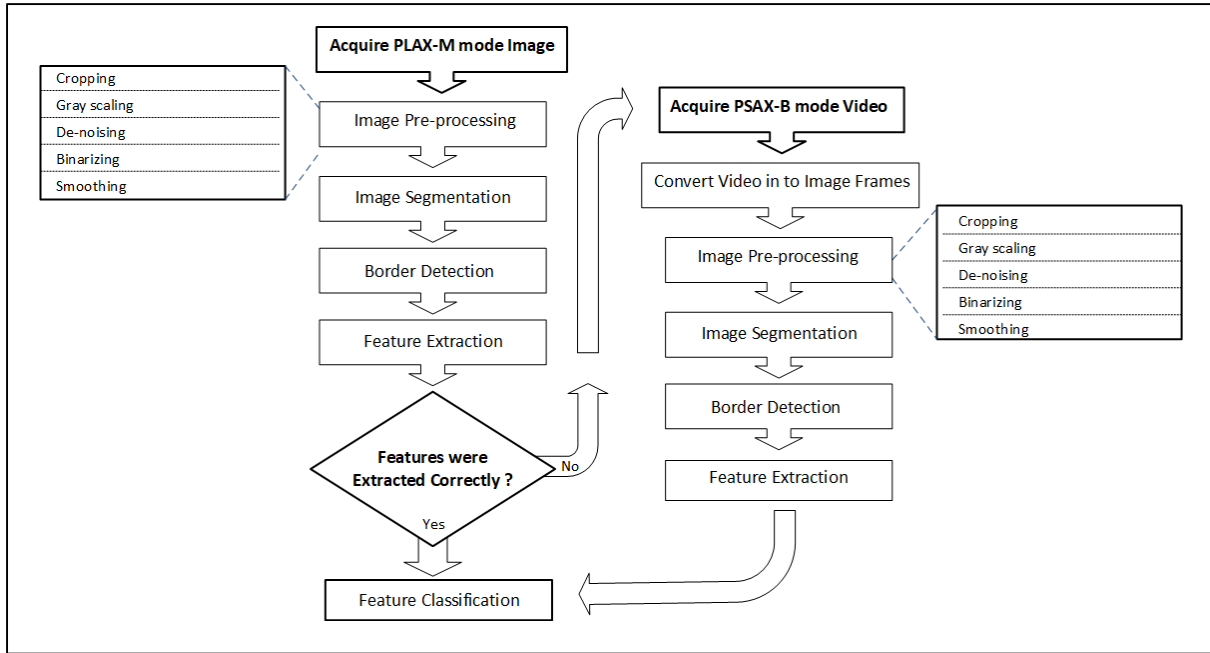 Acquire PLAX-M mode Image
Cropping
Gray scaling
De-noising
Binarizing
Smoothing
Image Pre-processing
Image Segmentation
Border Detection
Feature Extraction
Features were
Extracted Correctly ?
No
Yes
Feature Classification
Acquire PSAX-B mode Video
Convert Video in to Image Frames
Image Pre-processing
Cropping
Gray scaling
De-noising
Binarizing
Smoothing
Image Segmentation
Border Detection
Feature Extraction